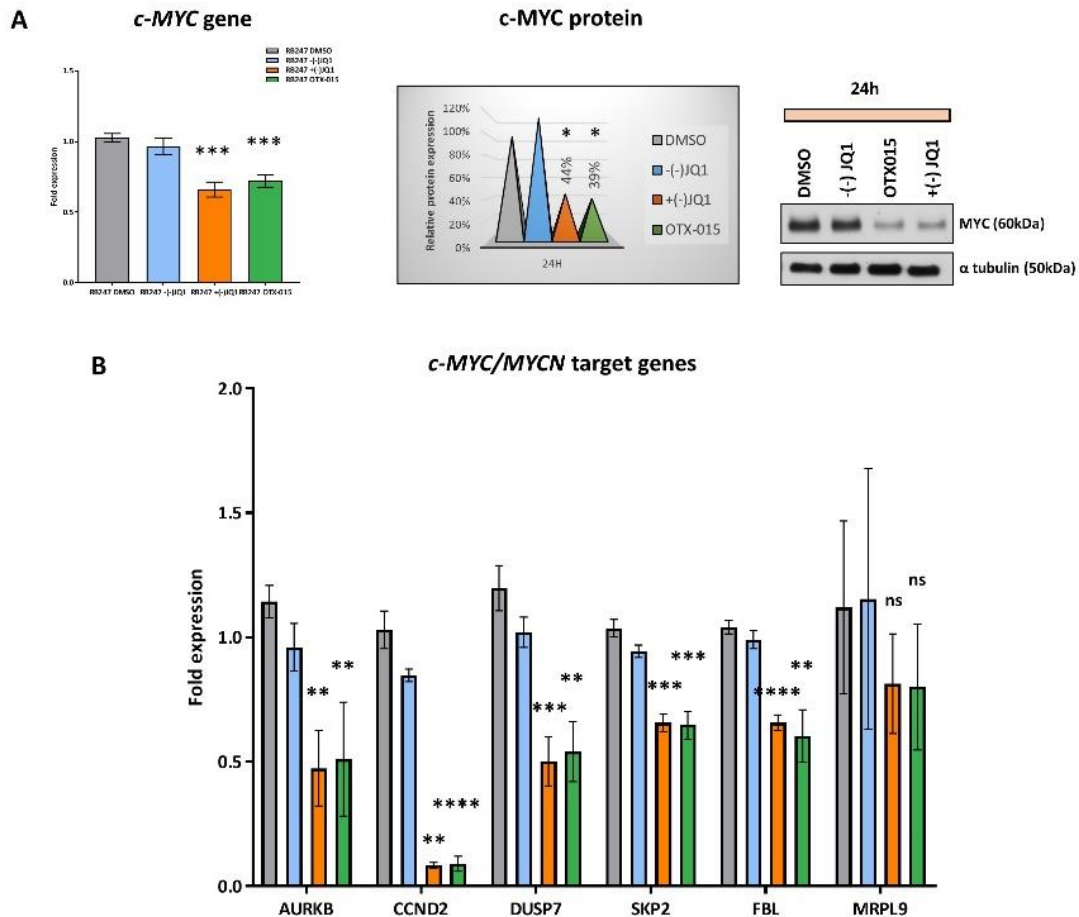 A
c-MYC gene
RB247 DMSO
RB247 -(-)JQ1
RB247 +(-)JQ1
RB247 OTX-015
1.5
1.0
0.5
0.0
Fold expression
***
***
RB247 DMSO RB247 -(-)JQ1 RB247 +(-)JQ1 RB247 OTX-015
c-MYC protein
120%
100%
80%
60%
40%
20%
0%
Relative protein expression
* *
44%
39%
24H
DMSO
-(-)JQ1
+(-)JQ1
OTX-015
24h
DMSO
-(-) JQ1
OTX015
+(-) JQ1
MYC (60kDa)
α tubulin (50kDa)
B
c-MYC/MYCN target genes
2.0
1.5
1.0
0.5
0.0
Fold expression
**
**
**
****
***
**
***
***
****
**
ns
ns
AURKB CCND2 DUSP7 SKP2 FBL MRPL9